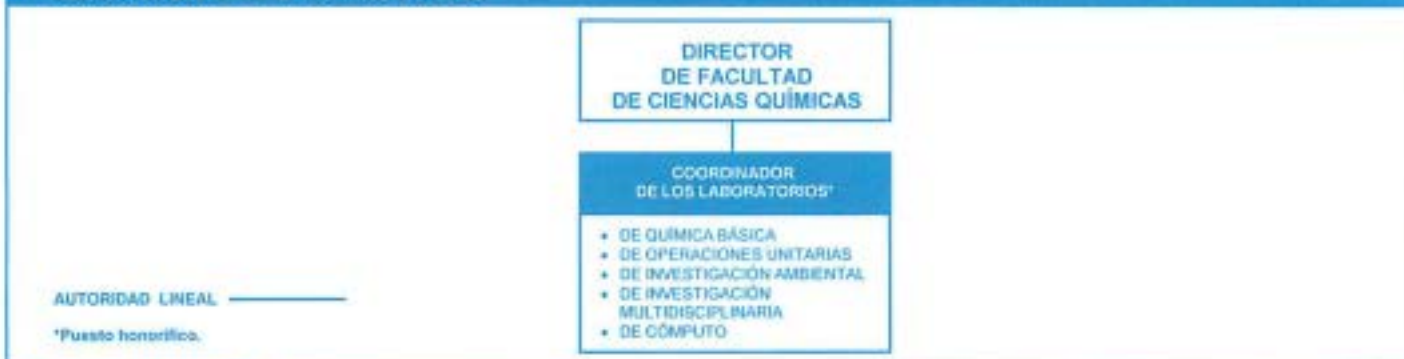 DIRECTOR
DE FACULTAD
DE CIENCIAS QUÍMICAS
COORDINADOR
DE LOS LABORATORIOS*
• DE QUÍMICA BÁSICA
• DE OPERACIONES UNITARIAS
• DE INVESTIGACIÓN AMBIENTAL
• DE INVESTIGACIÓN
MULTIDISCIPLINARIA
• DE CÓMPUTO
AUTORIDAD LINEAL
*Puesto honorífico.